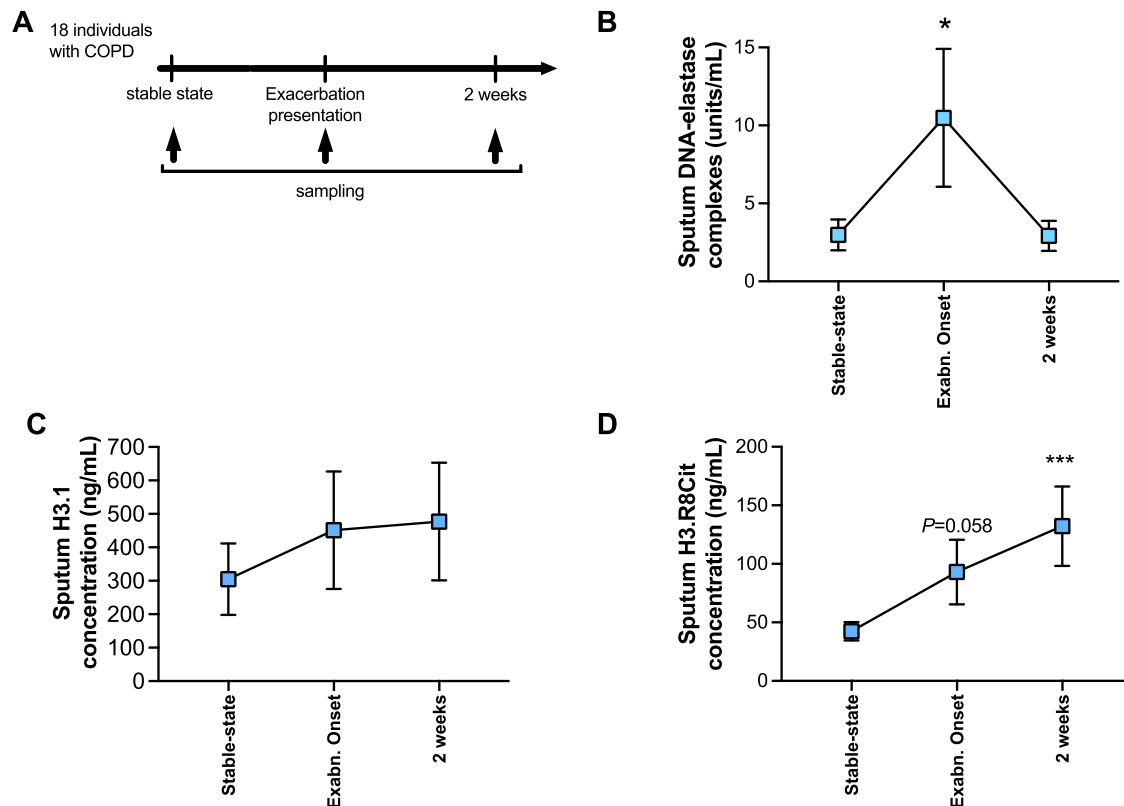 A
18 individuals
with COPD
stable state
Exacerbation
presentation
2 weeks
sampling
B
*
Sputum DNA-elastase
complexes (units/mL)
15
10
5
0
Stable-state
Exabn. Onset
2 weeks
C
Sputum H3.1
concentration (ng/mL)
700
600
500
400
300
200
100
0
Stable-state
Exabn. Onset
2 weeks
D
Sputum H3.R8Cit
concentration (ng/mL)
200
150
100
50
0
P=0.058
***
Stable-state
Exabn. Onset
2 weeks